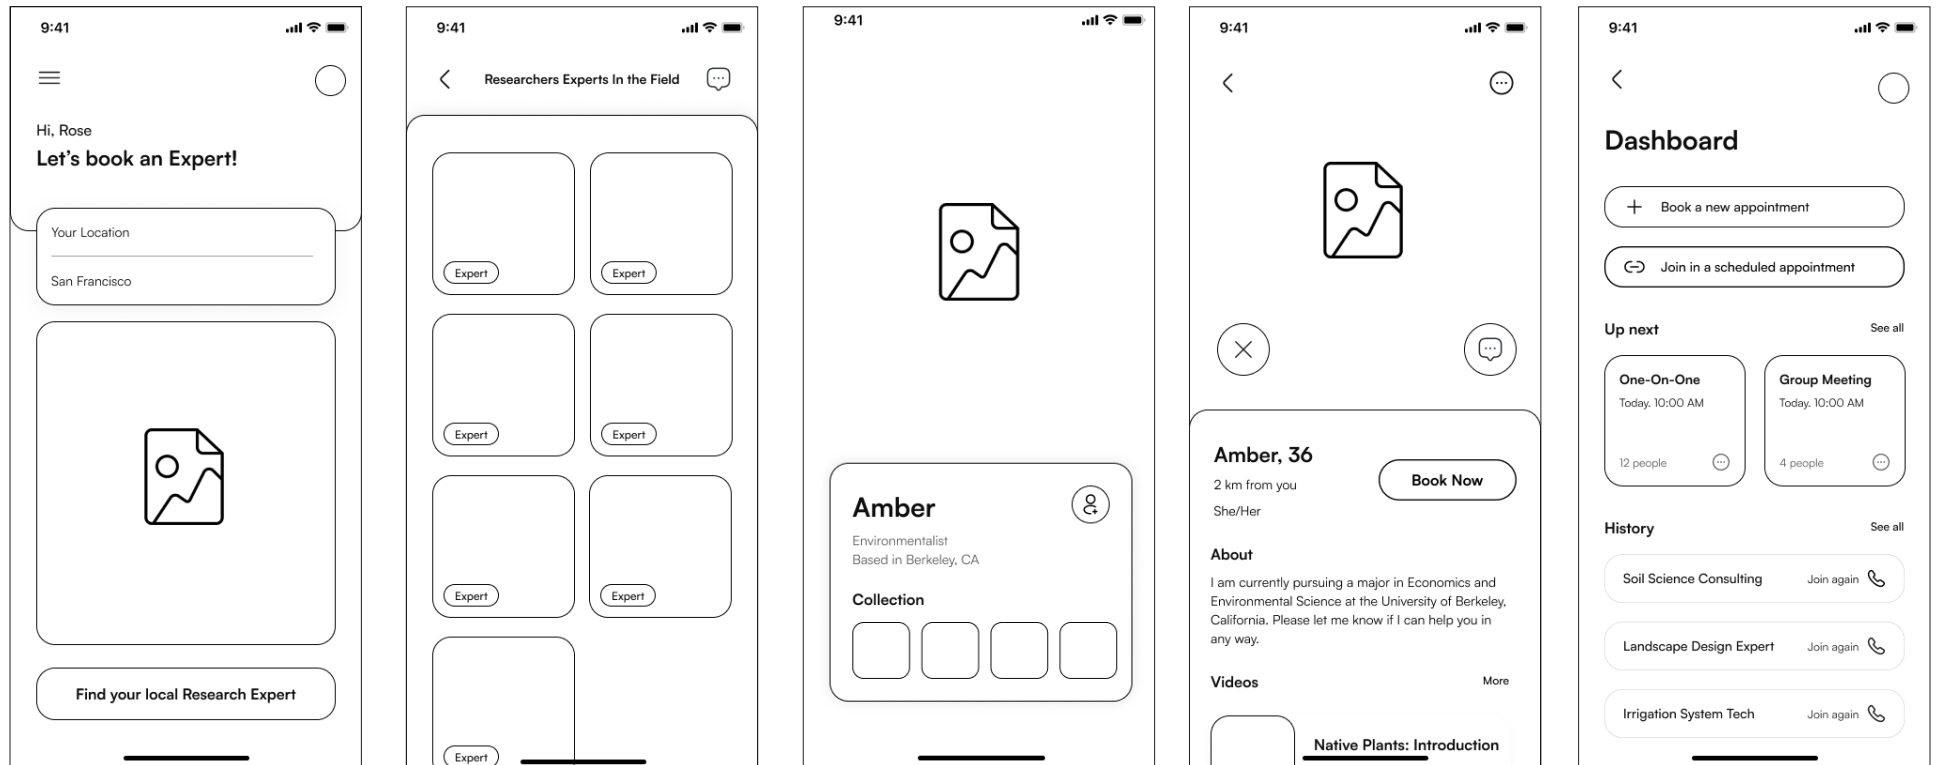 9:41
Hi, Rose
Let's book an Expert!
Your Location
San Francisco
Find your local Research Expert
9:41
Researchers Experts In the Field
Expert
Expert
Expert
Expert
Expert
Expert
Expert
9:41
Amber
Environmentalist
Based in Berkeley, CA
Collection
9:41
Amber, 36
2 km from you
She/Her
Book Now
About
I am currently pursuing a major in Economics and
Environmental Science at the University of Berkeley,
California. Please let me know if I can help you in
any way.
Videos
More
Native Plants: Introduction
9:41
Dashboard
Book a new appointment
Join in a scheduled appointment
Up next
See all
One-On-One
Today. 10:00 AM
12 people
Group Meeting
Today. 10:00 AM
4 people
History
See all
Soil Science Consulting
Join again
Landscape Design Expert
Join again
Irrigation System Tech
Join again